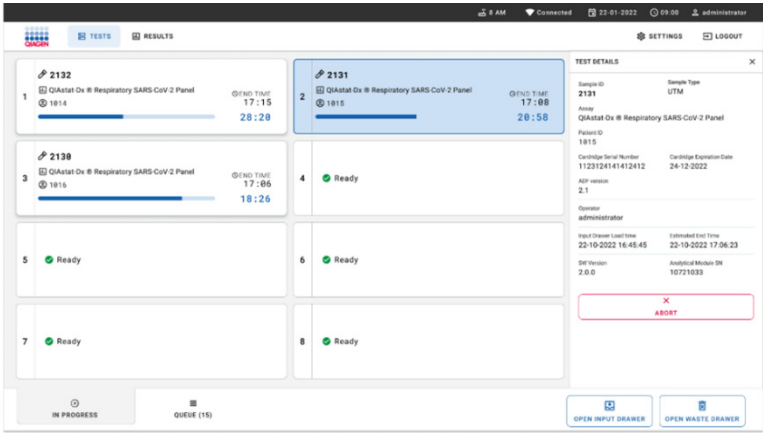 8 AM Connected 22-01-2022 09:00 administrator
QIAGEN TESTS RESULTS SETTINGS LOGOUT
TEST DETAILS
1
2132
QIAstat-Dx ® Respiratory SARS-CoV-2 Panel
1014
END TIME
17:15
28:20
2
2131
QIAstat-Dx ® Respiratory SARS-CoV-2 Panel
1015
END TIME
17:08
20:58
3
2130
QIAstat-Dx ® Respiratory SARS-CoV-2 Panel
1016
END TIME
17:06
18:26
4 Ready
5 Ready
6 Ready
7 Ready
8 Ready
Sample ID Sample Type
2131 UTM
Assay
QIAstat-Dx ® Respiratory SARS-CoV-2 Panel
Patient ID
1015
Cartridge Serial Number Cartridge Expiration Date
1123124141412412 24-12-2022
ADF version
2.1
Operator
administrator
Input Drawer Load time Estimated End Time
22-10-2022 16:45:45 22-10-2022 17:06:23
SW Version Analytical Module SN
2.0.0 10721033
ABORT
IN PROGRESS QUEUE (15)
OPEN INPUT DRAWER OPEN WASTE DRAWER